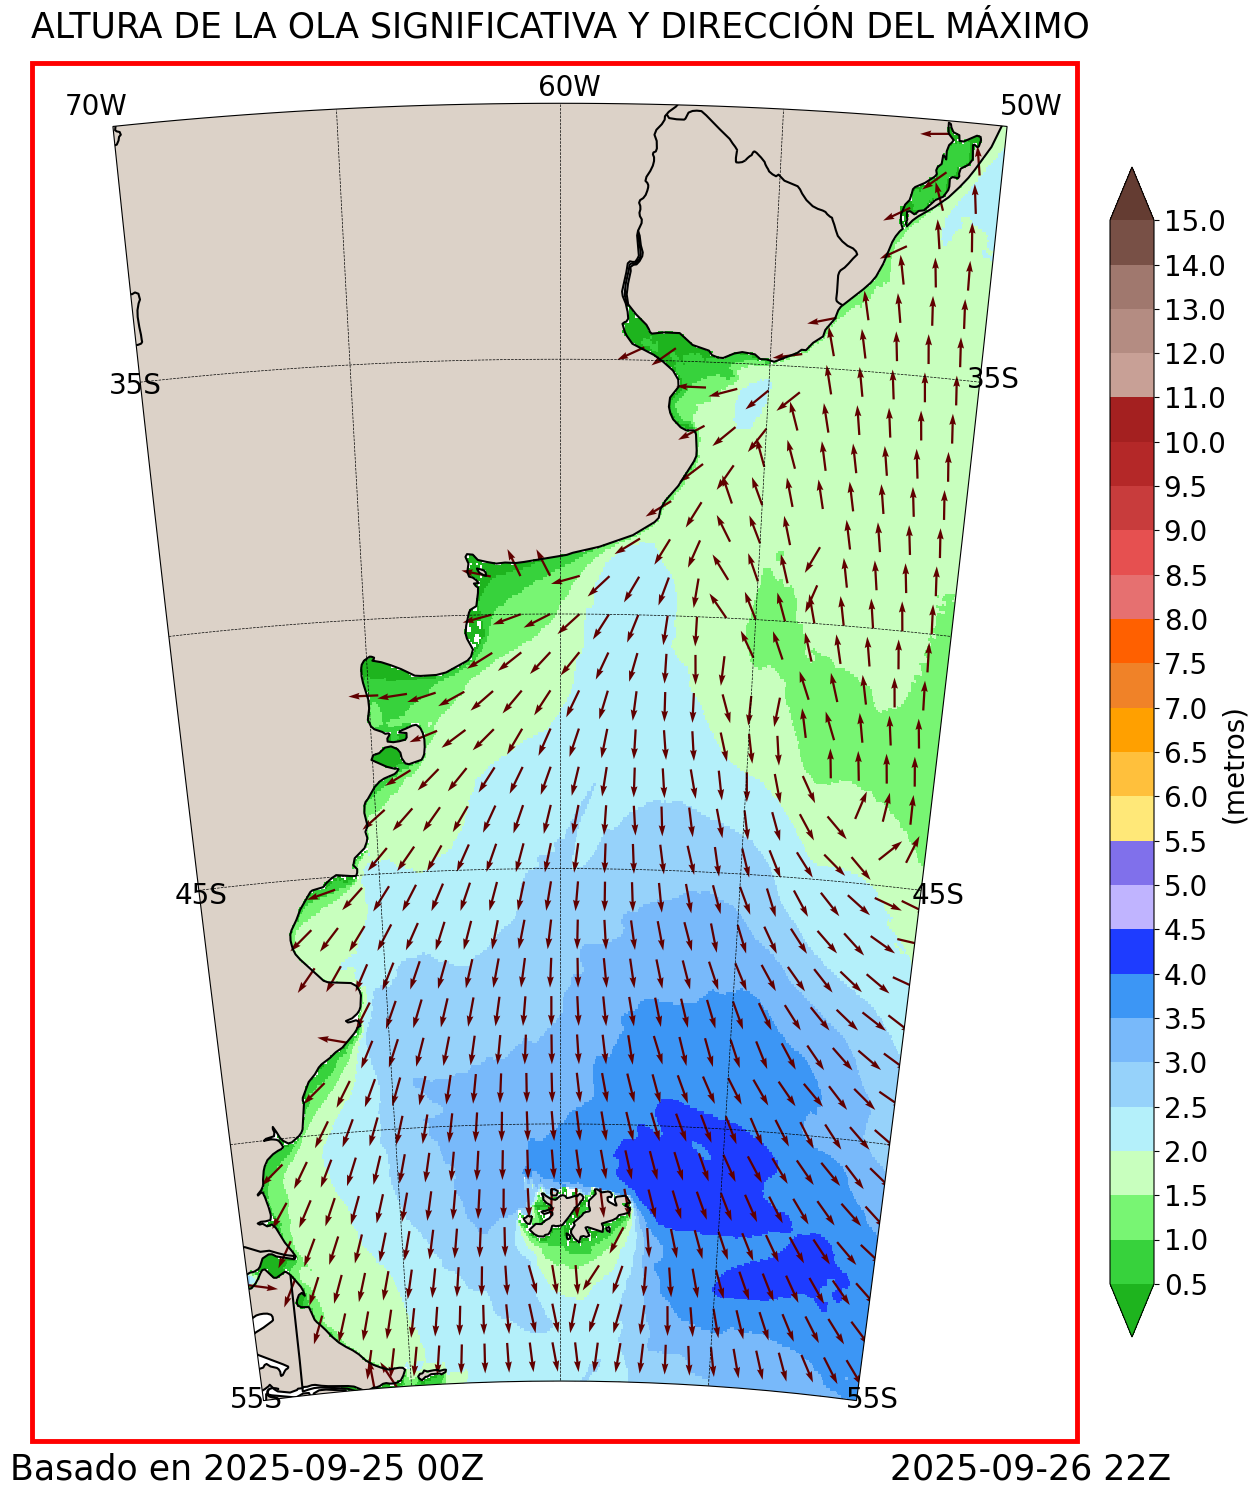 ALTURA DE LA OLA SIGNIFICATIVA Y DIRECCIÓN DEL MÁXIMO
70W
60W
50W
35S
35S
45S
45S
55S
55S
15.0
14.0
13.0
12.0
11.0
10.0
9.5
9.0
8.5
8.0
7.5
7.0
6.5
6.0
5.5
5.0
4.5
4.0
3.5
3.0
2.5
2.0
1.5
1.0
0.5
(metros)
Basado en 2025-09-25 00Z
2025-09-26 22Z